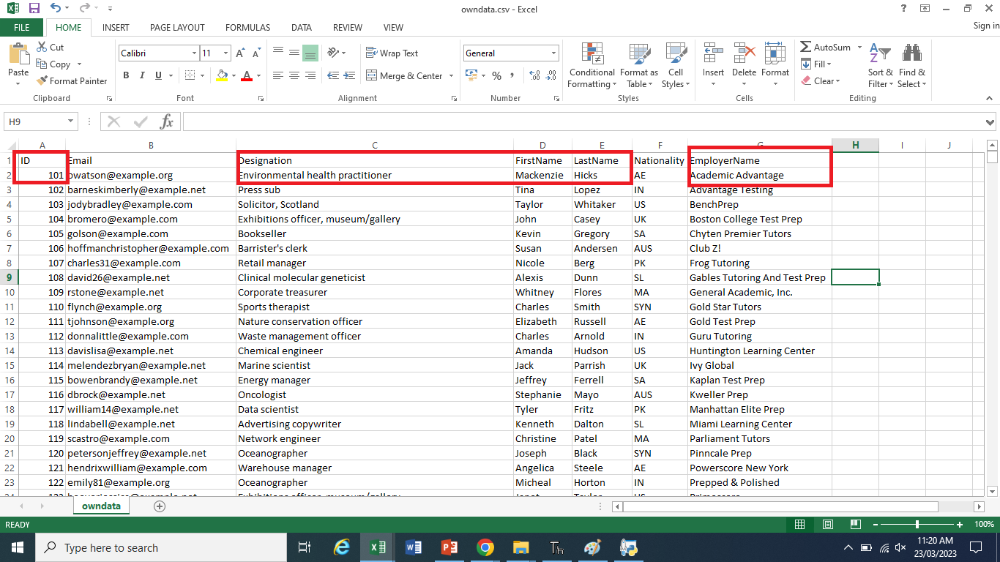 owndata.csv - Excel
Sign in
FILE HOME INSERT PAGE LAYOUT FORMULAS DATA REVIEW VIEW
Paste Cut Copy Format Painter Clipboard
Calibri 11 B I U Font
Wrap Text Merge & Center Alignment
General % , Number
Conditional Formatting Format as Table Cell Styles Styles
Insert Delete Format Cells
AutoSum Fill Clear Sort & Filter Find & Select Editing
H9 fx
A B C D E F G H I J
1 ID Email Designation FirstName LastName Nationality EmployerName
2 101 bwatson@example.org Environmental health practitioner Mackenzie Hicks AE Academic Advantage
3 102 barneskimberly@example.net Press sub Tina Lopez IN Advantage Testing
4 103 jodybradley@example.com Solicitor, Scotland Taylor Whitaker US BenchPrep
5 104 bromero@example.com Exhibitions officer, museum/gallery John Casey UK Boston College Test Prep
6 105 golson@example.com Bookseller Kevin Gregory SA Chyten Premier Tutors
7 106 hoffmanchristopher@example.com Barrister's clerk Susan Andersen AUS Club Z!
8 107 charles31@example.com Retail manager Nicole Berg PK Frog Tutoring
9 108 david26@example.net Clinical molecular geneticist Alexis Dunn SL Gables Tutoring And Test Prep
10 109 rstone@example.net Corporate treasurer Whitney Flores MA General Academic, Inc.
11 110 flynch@example.org Sports therapist Charles Smith SYN Gold Star Tutors
12 111 tjohnson@example.org Nature conservation officer Elizabeth Russell AE Gold Test Prep
13 112 donnalittle@example.com Waste management officer Charles Arnold IN Guru Tutoring
14 113 davislisa@example.net Chemical engineer Amanda Hudson US Huntington Learning Center
15 114 melendezbryan@example.net Marine scientist Jack Parrish UK Ivy Global
16 115 bowenbrandy@example.net Energy manager Jeffrey Ferrell SA Kaplan Test Prep
17 116 dbrock@example.net Oncologist Stephanie Mayo AUS Kweller Prep
18 117 william14@example.net Data scientist Tyler Fritz PK Manhattan Elite Prep
19 118 lindabell@example.net Advertising copywriter Kenneth Dalton SL Miami Learning Center
20 119 scastro@example.com Network engineer Christine Patel MA Parliament Tutors
21 120 petersonjeffrey@example.net Oceanographer Joseph Black SYN Pinncale Prep
22 121 hendrixwilliam@example.com Warehouse manager Angelica Steele AE Powerscore New York
23 122 emily81@example.org Oceanographer Micheal Horton IN Prepped & Polished
owndata
READY 100%
Type here to search
11:20 AM
23/03/2023